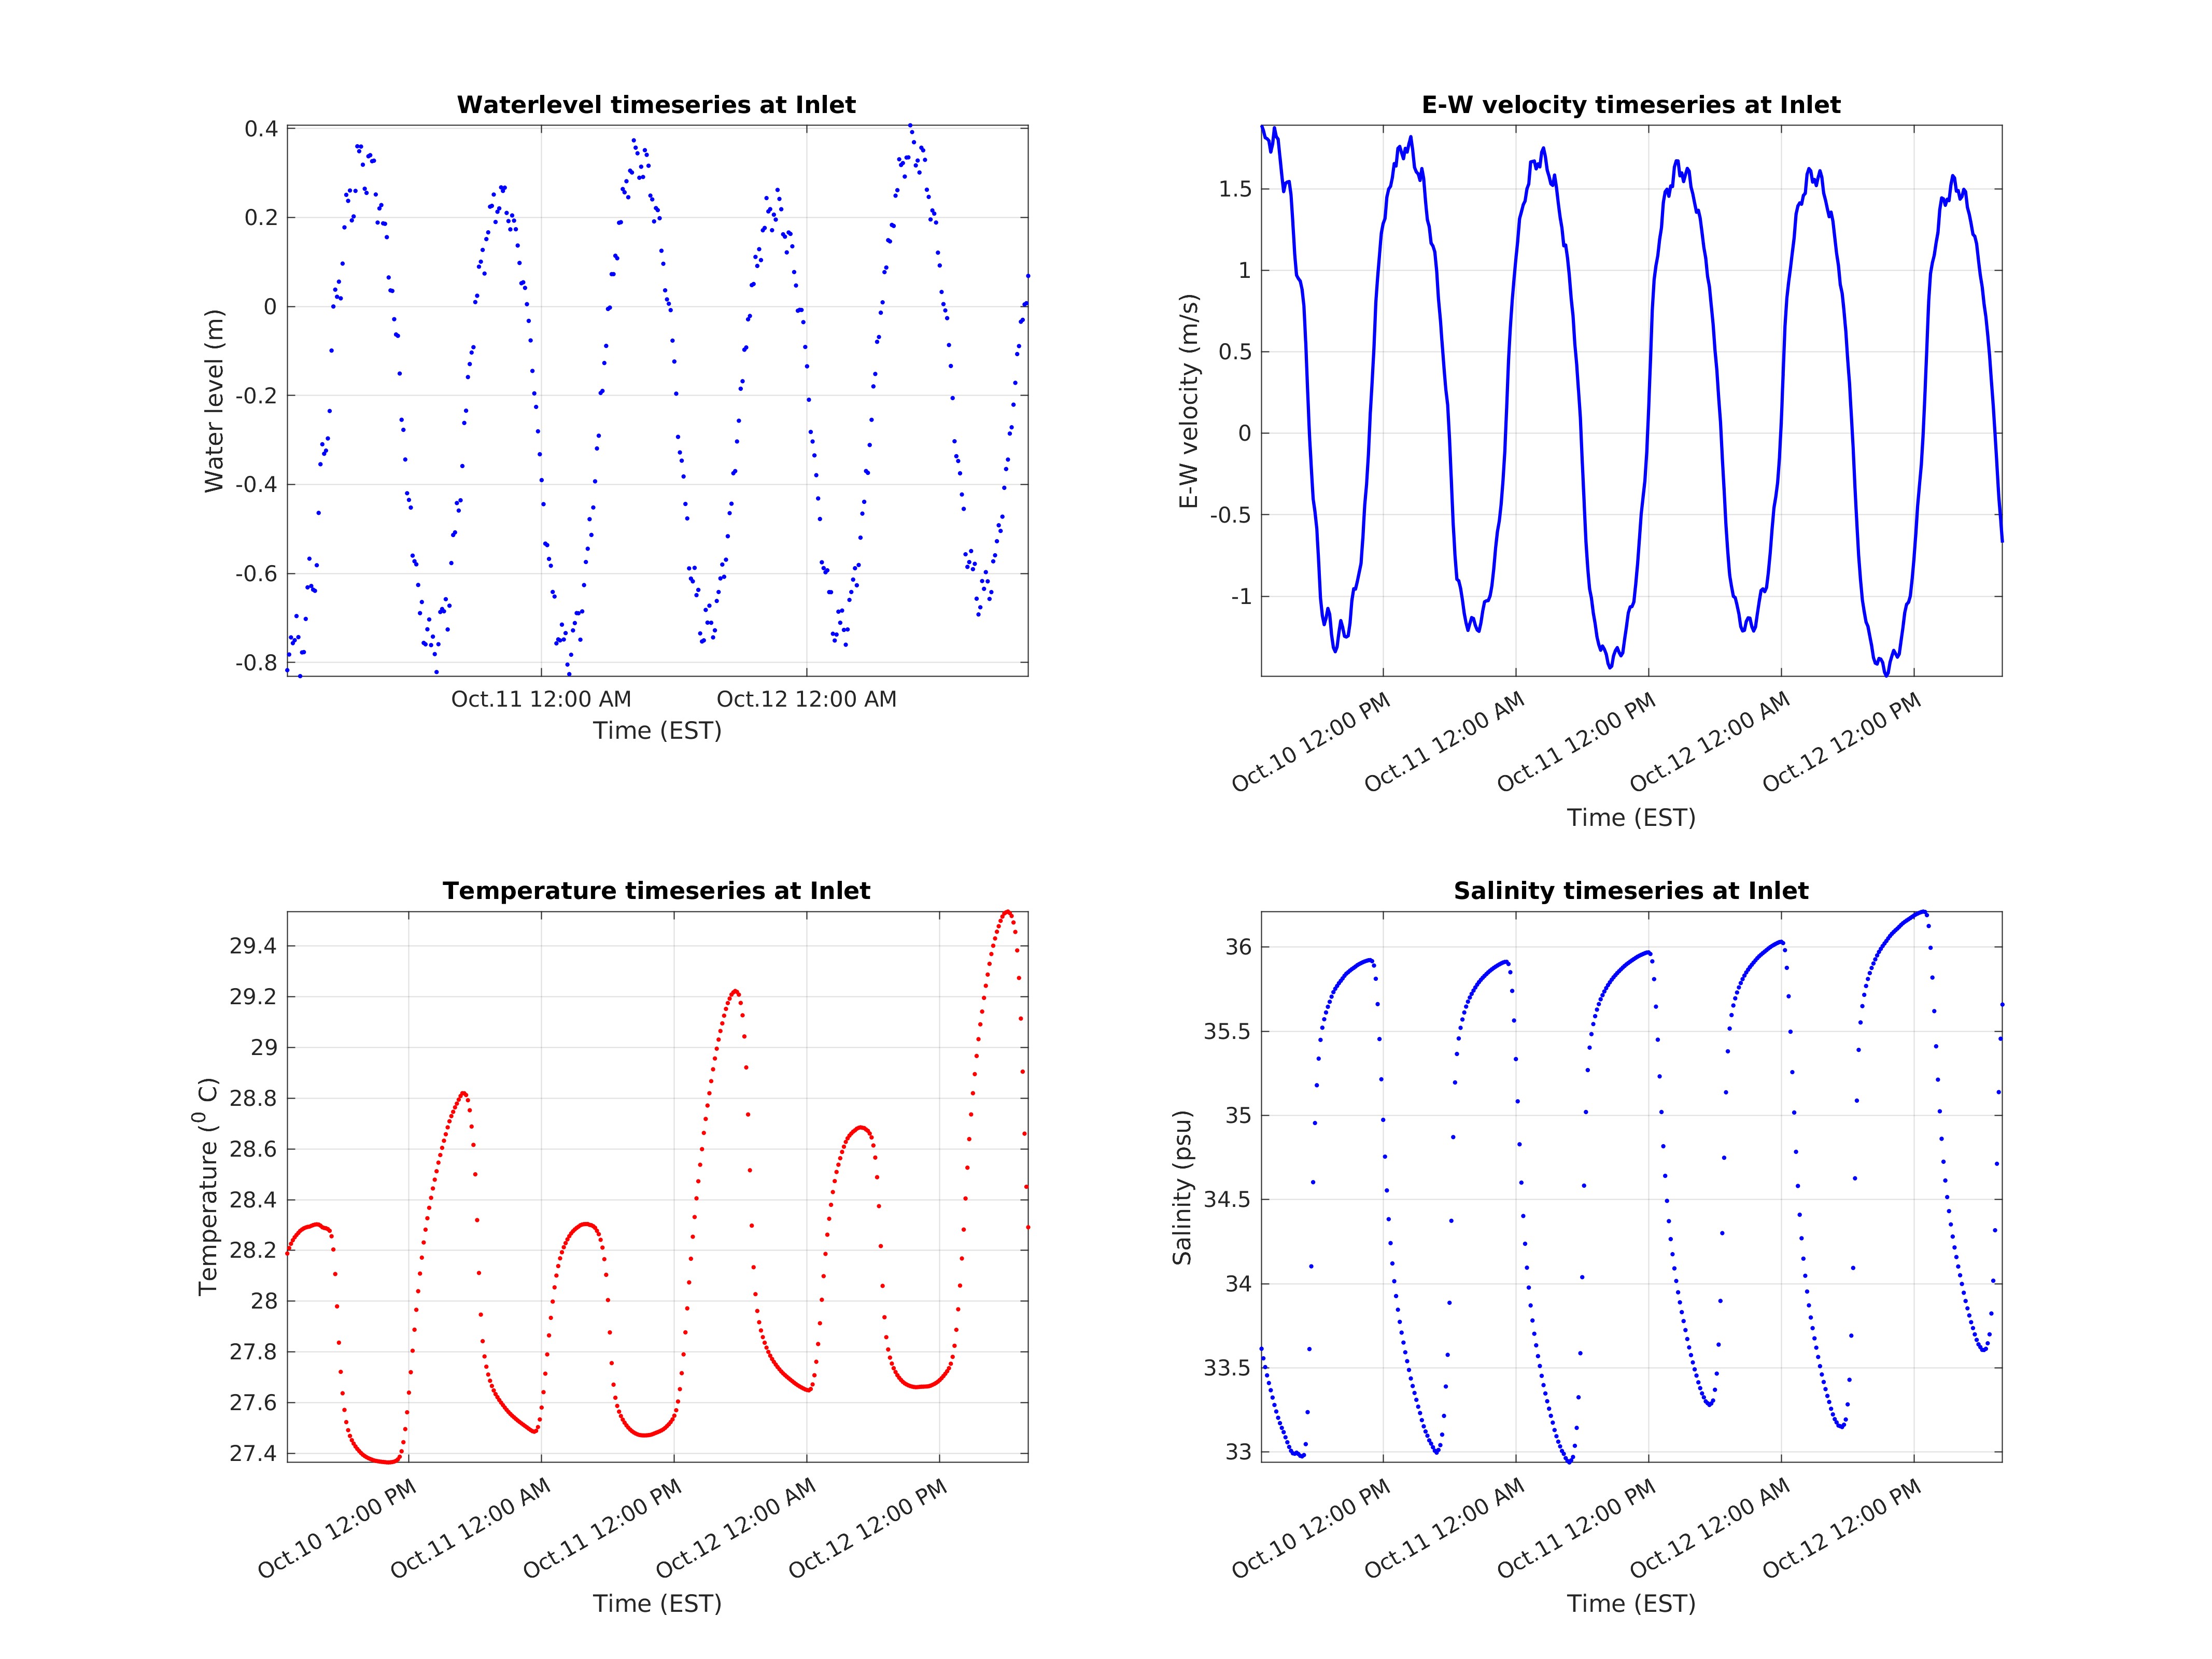 Waterlevel timeseries at Inlet
0.4
0.2
0
-0.2
-0.4
-0.6
-0.8
Water level (m)
Oct.11 12:00 AM
Oct.12 12:00 AM
Time (EST)
E-W velocity timeseries at Inlet
1.5
1
0.5
0
-0.5
-1
E-W velocity (m/s)
Oct.10 12:00 PM
Oct.11 12:00 AM
Oct.11 12:00 PM
Oct.12 12:00 AM
Oct.12 12:00 PM
Time (EST)
Temperature timeseries at Inlet
29.4
29.2
29
28.8
28.6
28.4
28.2
28
27.8
27.6
27.4
Temperature (⁰ C)
Oct.10 12:00 PM
Oct.11 12:00 AM
Oct.11 12:00 PM
Oct.12 12:00 AM
Oct.12 12:00 PM
Time (EST)
Salinity timeseries at Inlet
36
35.5
35
34.5
34
33.5
33
Salinity (psu)
Oct.10 12:00 PM
Oct.11 12:00 AM
Oct.11 12:00 PM
Oct.12 12:00 AM
Oct.12 12:00 PM
Time (EST)